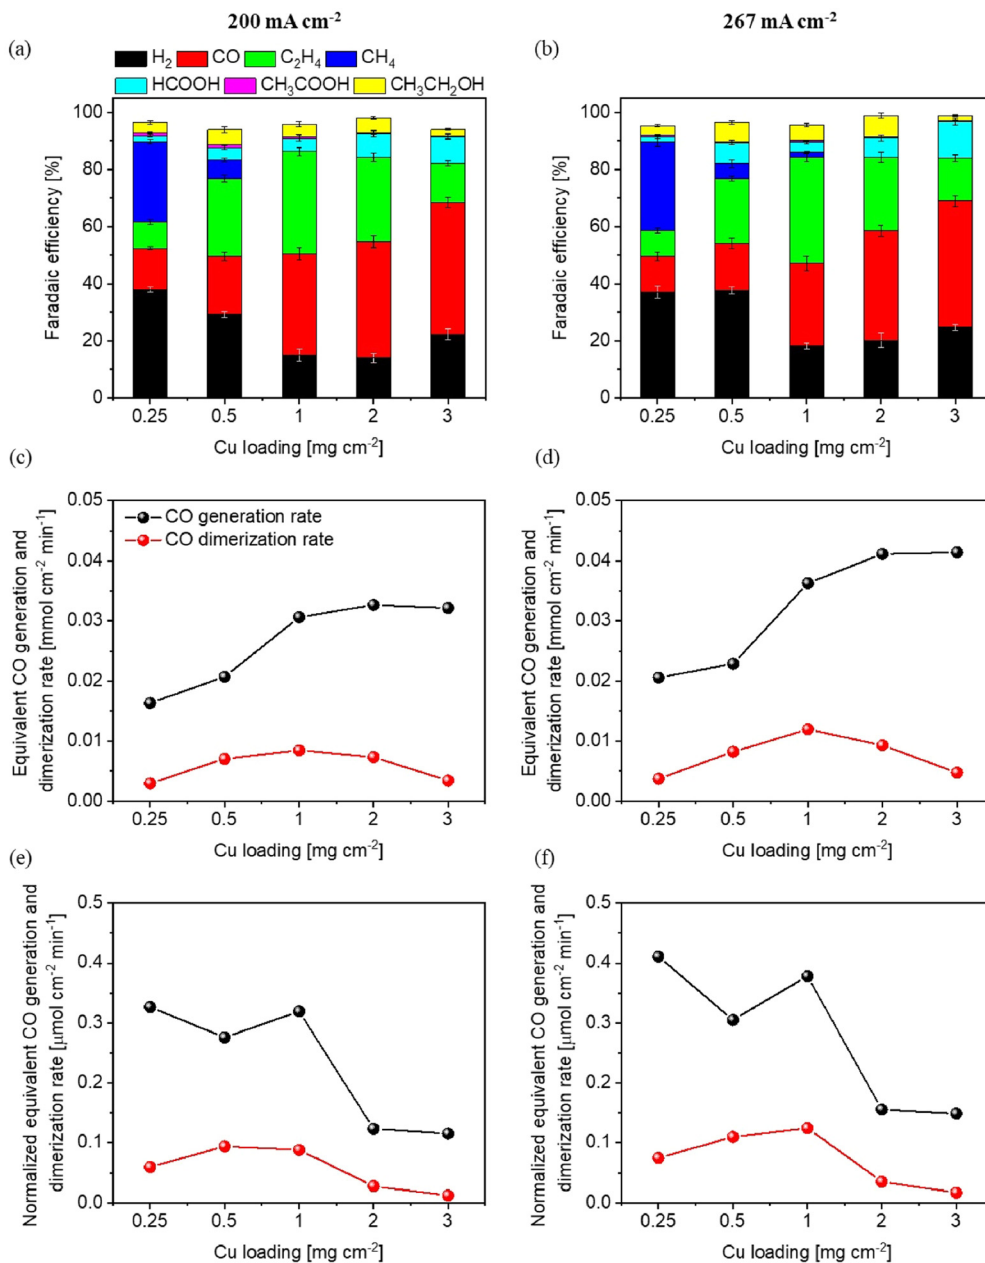 200 mA cm⁻²
267 mA cm⁻²
(a)
H₂ CO C₂H₄ CH₄
HCOOH CH₃COOH CH₃CH₂OH
Faradaic efficiency [%]
100
80
60
40
20
0
0.25 0.5 1 2 3
Cu loading [mg cm⁻²]
(b)
Faradaic efficiency [%]
100
80
60
40
20
0
0.25 0.5 1 2 3
Cu loading [mg cm⁻²]
(c)
Equivalent CO generation and
dimerization rate [mmol cm⁻² min⁻¹]
0.05
0.04
0.03
0.02
0.01
0.00
CO generation rate
CO dimerization rate
0.25 0.5 1 2 3
Cu loading [mg cm⁻²]
(d)
Equivalent CO generation and
dimerization rate [mmol cm⁻² min⁻¹]
0.05
0.04
0.03
0.02
0.01
0.00
0.25 0.5 1 2 3
Cu loading [mg cm⁻²]
(e)
Normalized equivalent CO generation and
dimerization rate [μmol cm⁻² min⁻¹]
0.5
0.4
0.3
0.2
0.1
0.0
0.25 0.5 1 2 3
Cu loading [mg cm⁻²]
(f)
Normalized equivalent CO generation and
dimerization rate [μmol cm⁻² min⁻¹]
0.5
0.4
0.3
0.2
0.1
0.0
0.25 0.5 1 2 3
Cu loading [mg cm⁻²]